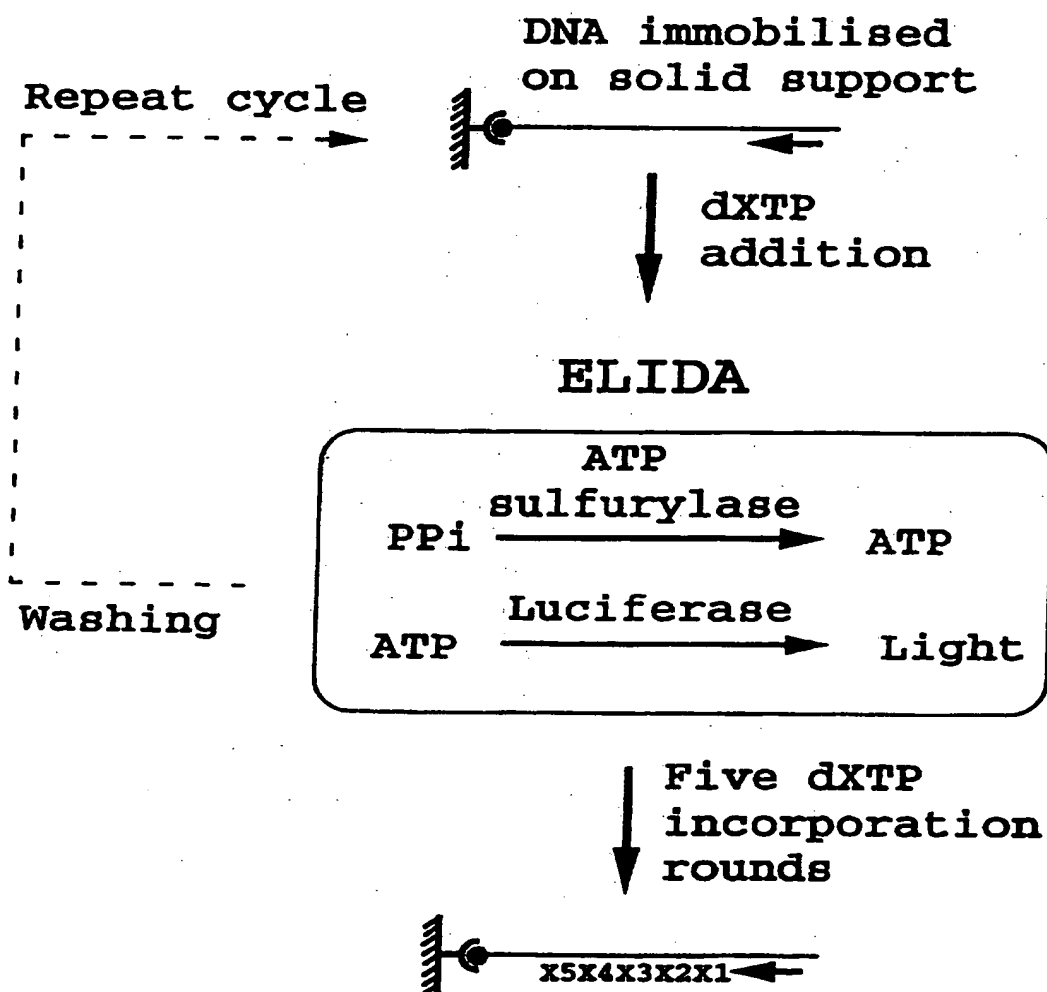 DNA immobilised
on solid support
Repeat cycle
dXTP
addition
ELIDA
ATP
sulfurylase
PPi
ATP
Washing
Luciferase
ATP
Light
Five dXTP
incorporation
rounds
X5X4X3X2X1